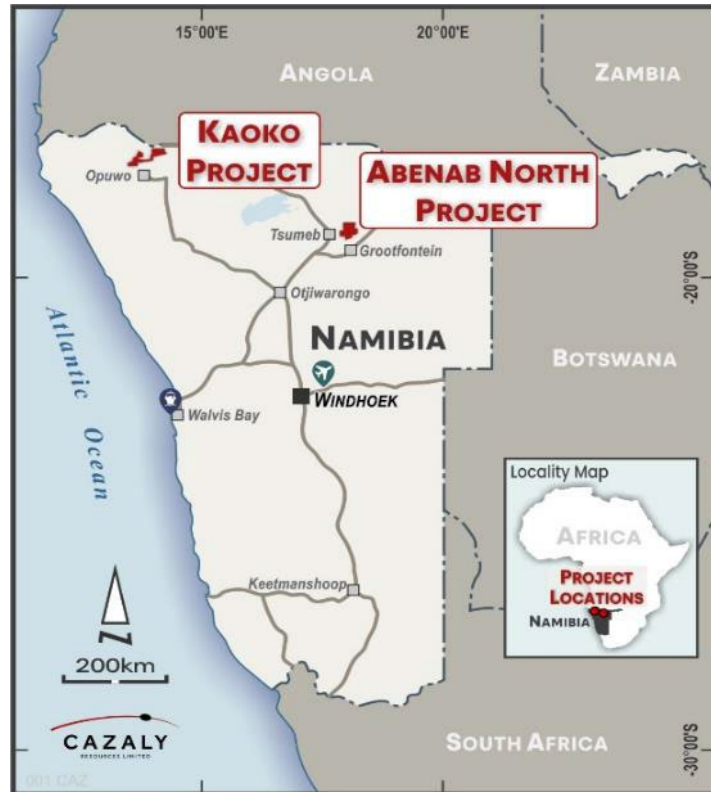 15°00'E
20°00'E
ANGOLA
ZAMBIA
KAOKO
PROJECT
ABENAB NORTH
PROJECT
Opuwo
Tsumeb
Grootfontein
-20°00'S
Otjiwarongo
NAMIBIA
BOTSWANA
WINDHOEK
Walvis Bay
Atlantic
Ocean
Locality Map
AFRICA
PROJECT
LOCATIONS
NAMIBIA
Keetmanshoop
N
200km
CAZALY
RESOURCES LIMITED
SOUTH AFRICA
-30°00'S
001 CAZ